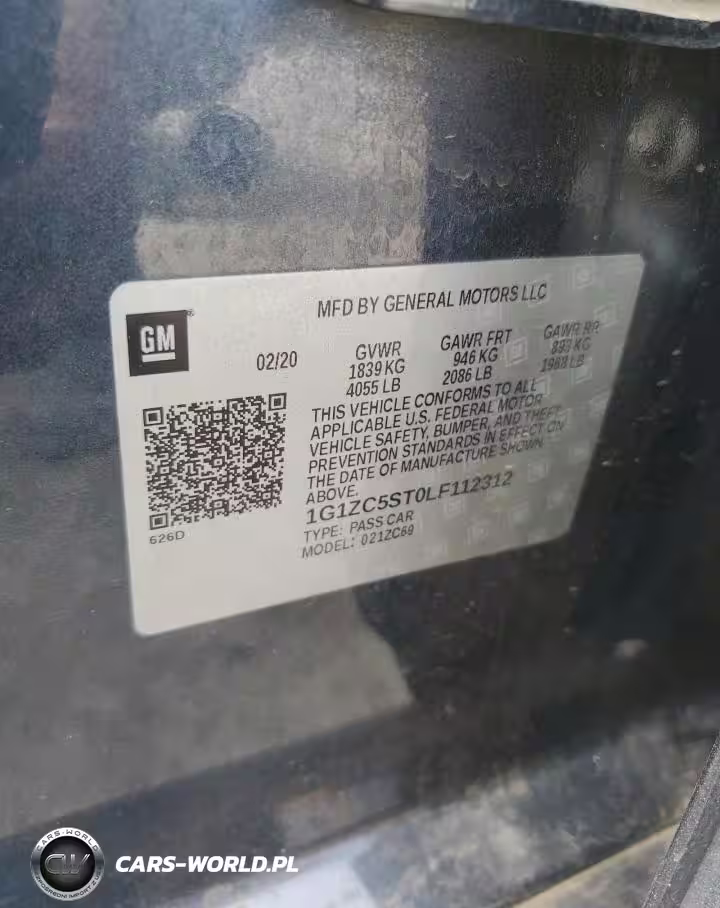 MFD BY GENERAL MOTORS LLC
GM
02/20
GVWR
1839 KG
4055 LB
GAWR FRT
946 KG
2086 LB
GAWR RR
893 KG
1968 LB
THIS VEHICLE CONFORMS TO ALL
APPLICABLE U.S. FEDERAL MOTOR
VEHICLE SAFETY, BUMPER, AND THEFT
PREVENTION STANDARDS IN EFFECT ON
THE DATE OF MANUFACTURE SHOWN
ABOVE.
1G1ZC5ST0LF112312
TYPE: PASS CAR
MODEL: 021ZC69
626D
CARS-WORLD
CARS-WORLD.PL